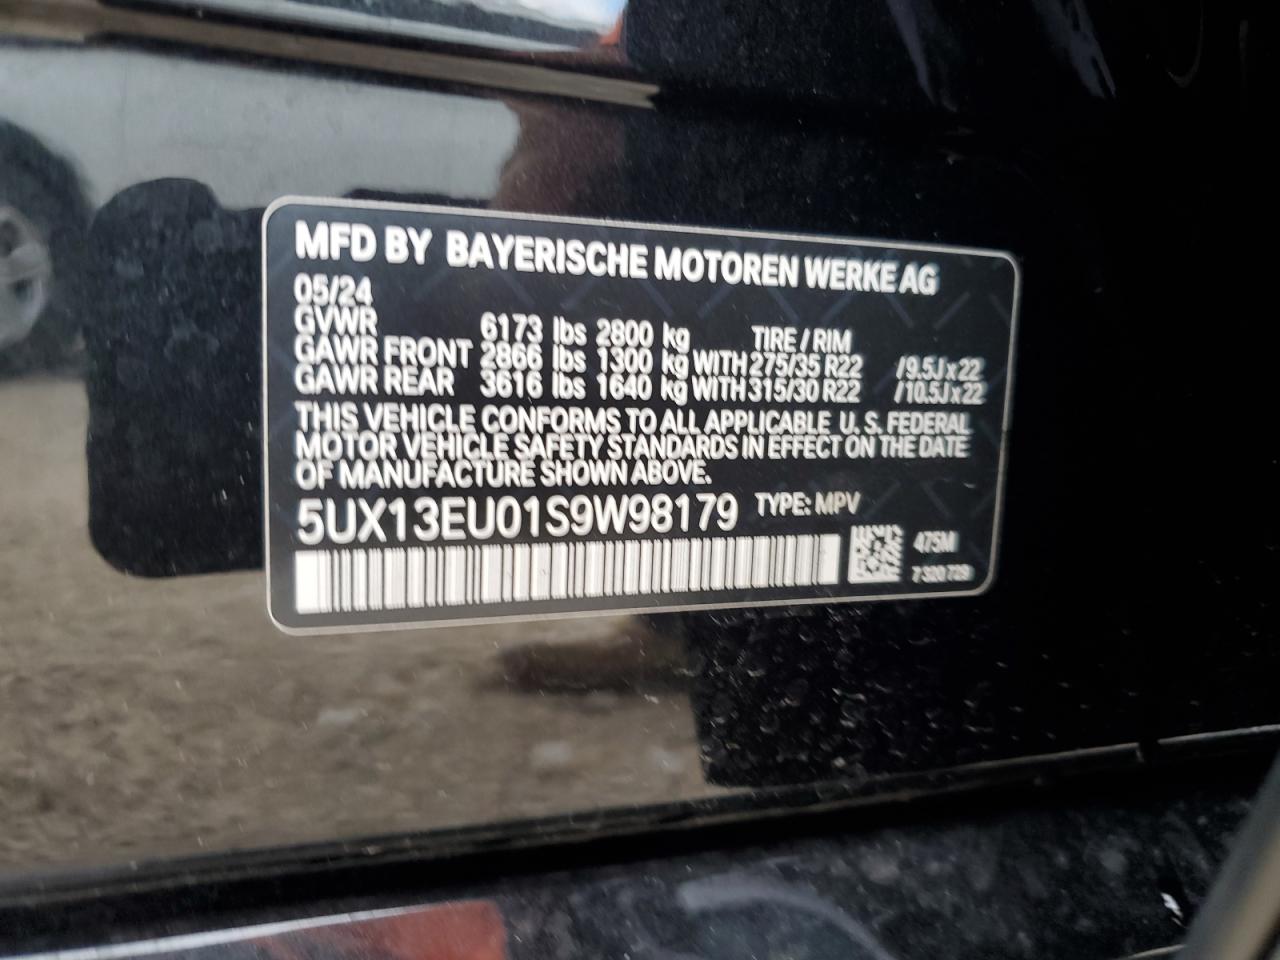 MFD BY BAYERISCHE MOTOREN WERKE AG
05/24
GVWR 6173 lbs 2800 kg TIRE / RIM
GAWR FRONT 2866 lbs 1300 kg WITH 275/35 R22 /9.5J x 22
GAWR REAR 3616 lbs 1640 kg WITH 315/30 R22 /10.5J x 22
THIS VEHICLE CONFORMS TO ALL APPLICABLE U. S. FEDERAL
MOTOR VEHICLE SAFETY STANDARDS IN EFFECT ON THE DATE
OF MANUFACTURE SHOWN ABOVE.
5UX13EU01S9W98179 TYPE: MPV
475M
7 320 729